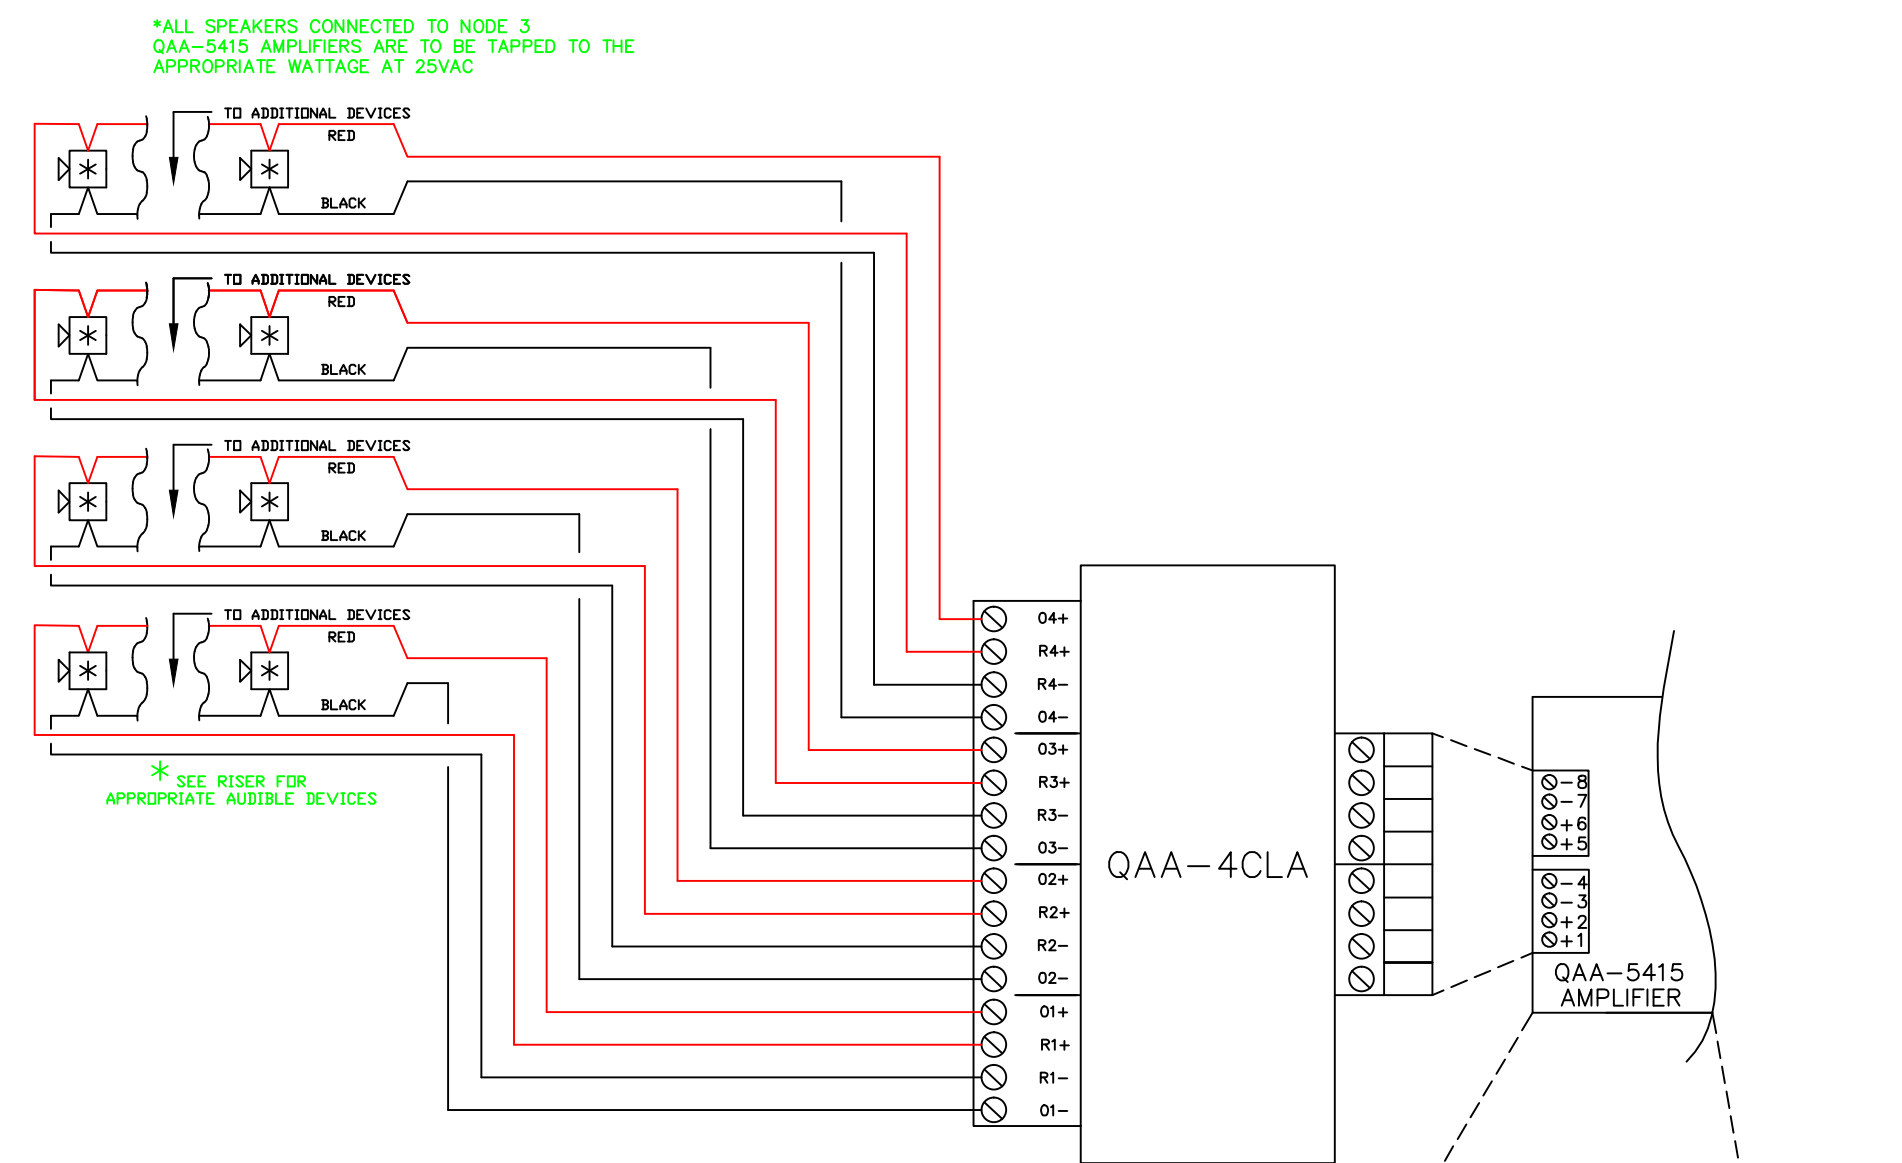 *ALL SPEAKERS CONNECTED TO NODE 3
QAA-5415 AMPLIFIERS ARE TO BE TAPPED TO THE
APPROPRIATE WATTAGE AT 25VAC
TO ADDITIONAL DEVICES
RED
BLACK
TO ADDITIONAL DEVICES
RED
BLACK
TO ADDITIONAL DEVICES
RED
BLACK
TO ADDITIONAL DEVICES
RED
BLACK
* SEE RISER FOR
APPROPRIATE AUDIBLE DEVICES
O4+
R4+
R4-
O4-
O3+
R3+
R3-
O3-
O2+
R2+
R2-
O2-
O1+
R1+
R1-
O1-
QAA-4CLA
-8
-7
+6
+5
-4
-3
+2
+1
QAA-5415
AMPLIFIER